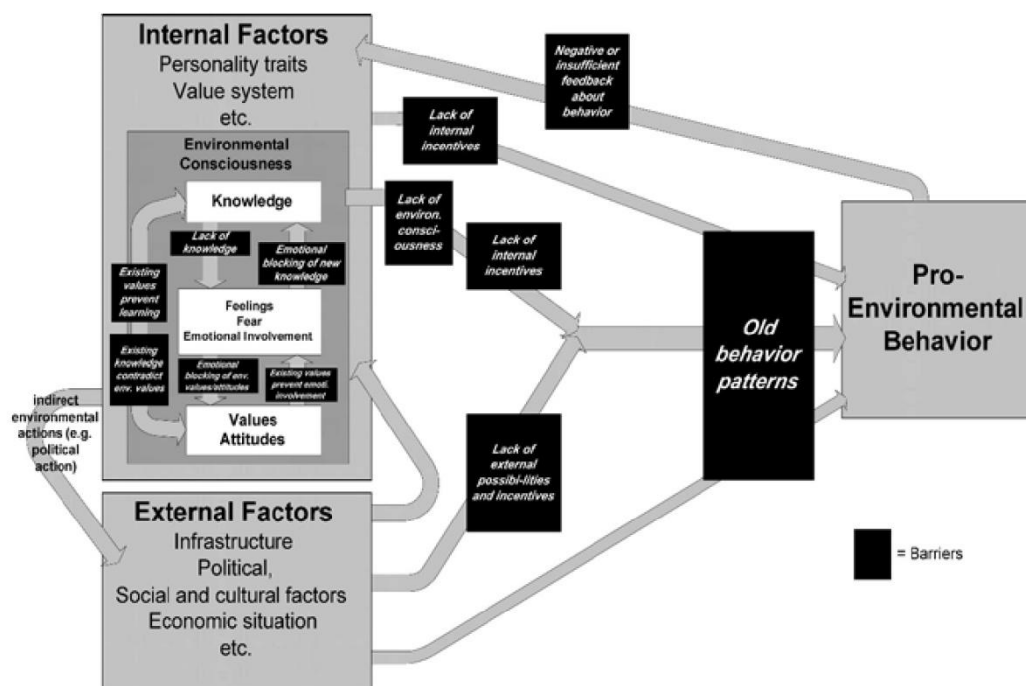 Internal Factors
Personality traits
Value system
etc.
Environmental
Consciousness
Knowledge
Lack of
knowledge
Emotional
blocking of new
knowledge
Existing
values
prevent
learning
Feelings
Fear
Emotional Involvement
Existing
knowledge
contradict
env. values
Emotional
blocking of env.
values/attitudes
Existing values
prevent emoti.
involvement
Values
Attitudes
indirect
environmental
actions (e.g.
political
action)
External Factors
Infrastructure
Political,
Social and cultural factors
Economic situation
etc.
Lack of
internal
incentives
Negative or
insufficient
feedback
about
behavior
Lack of
environ.
consci-
ousness
Lack of
internal
incentives
Lack of
external
possibi-lities
and incentives
Old
behavior
patterns
Pro-
Environmental
Behavior
= Barriers